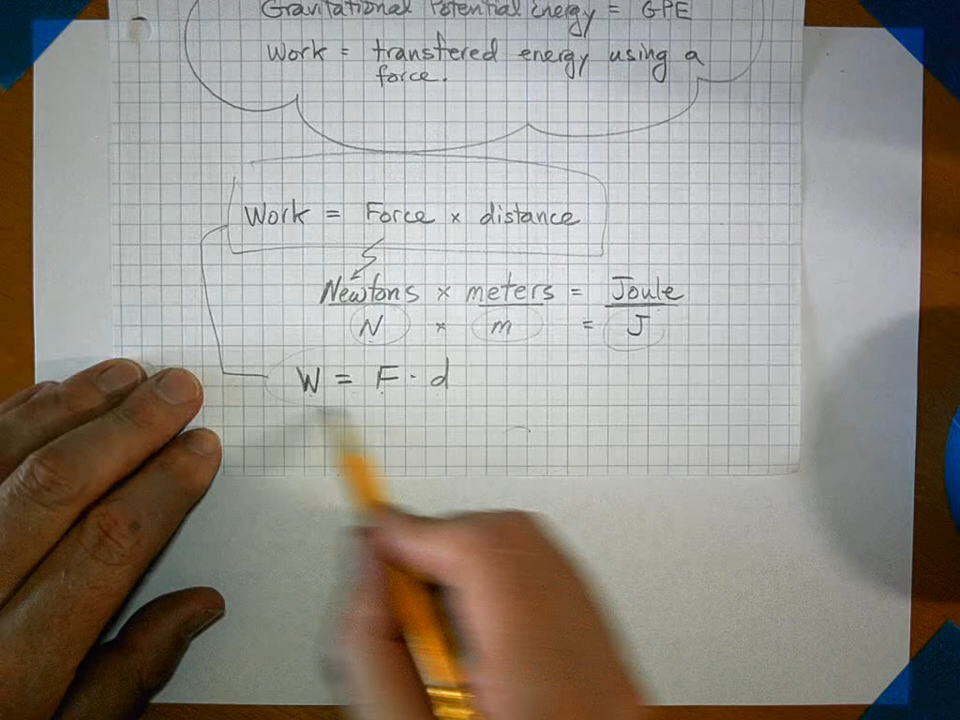 Gravitational Potential Energy = GPE
Work = transfered energy using a
force.
Work = Force × distance
Newtons × meters = Joule
N × m = J
W = F · d